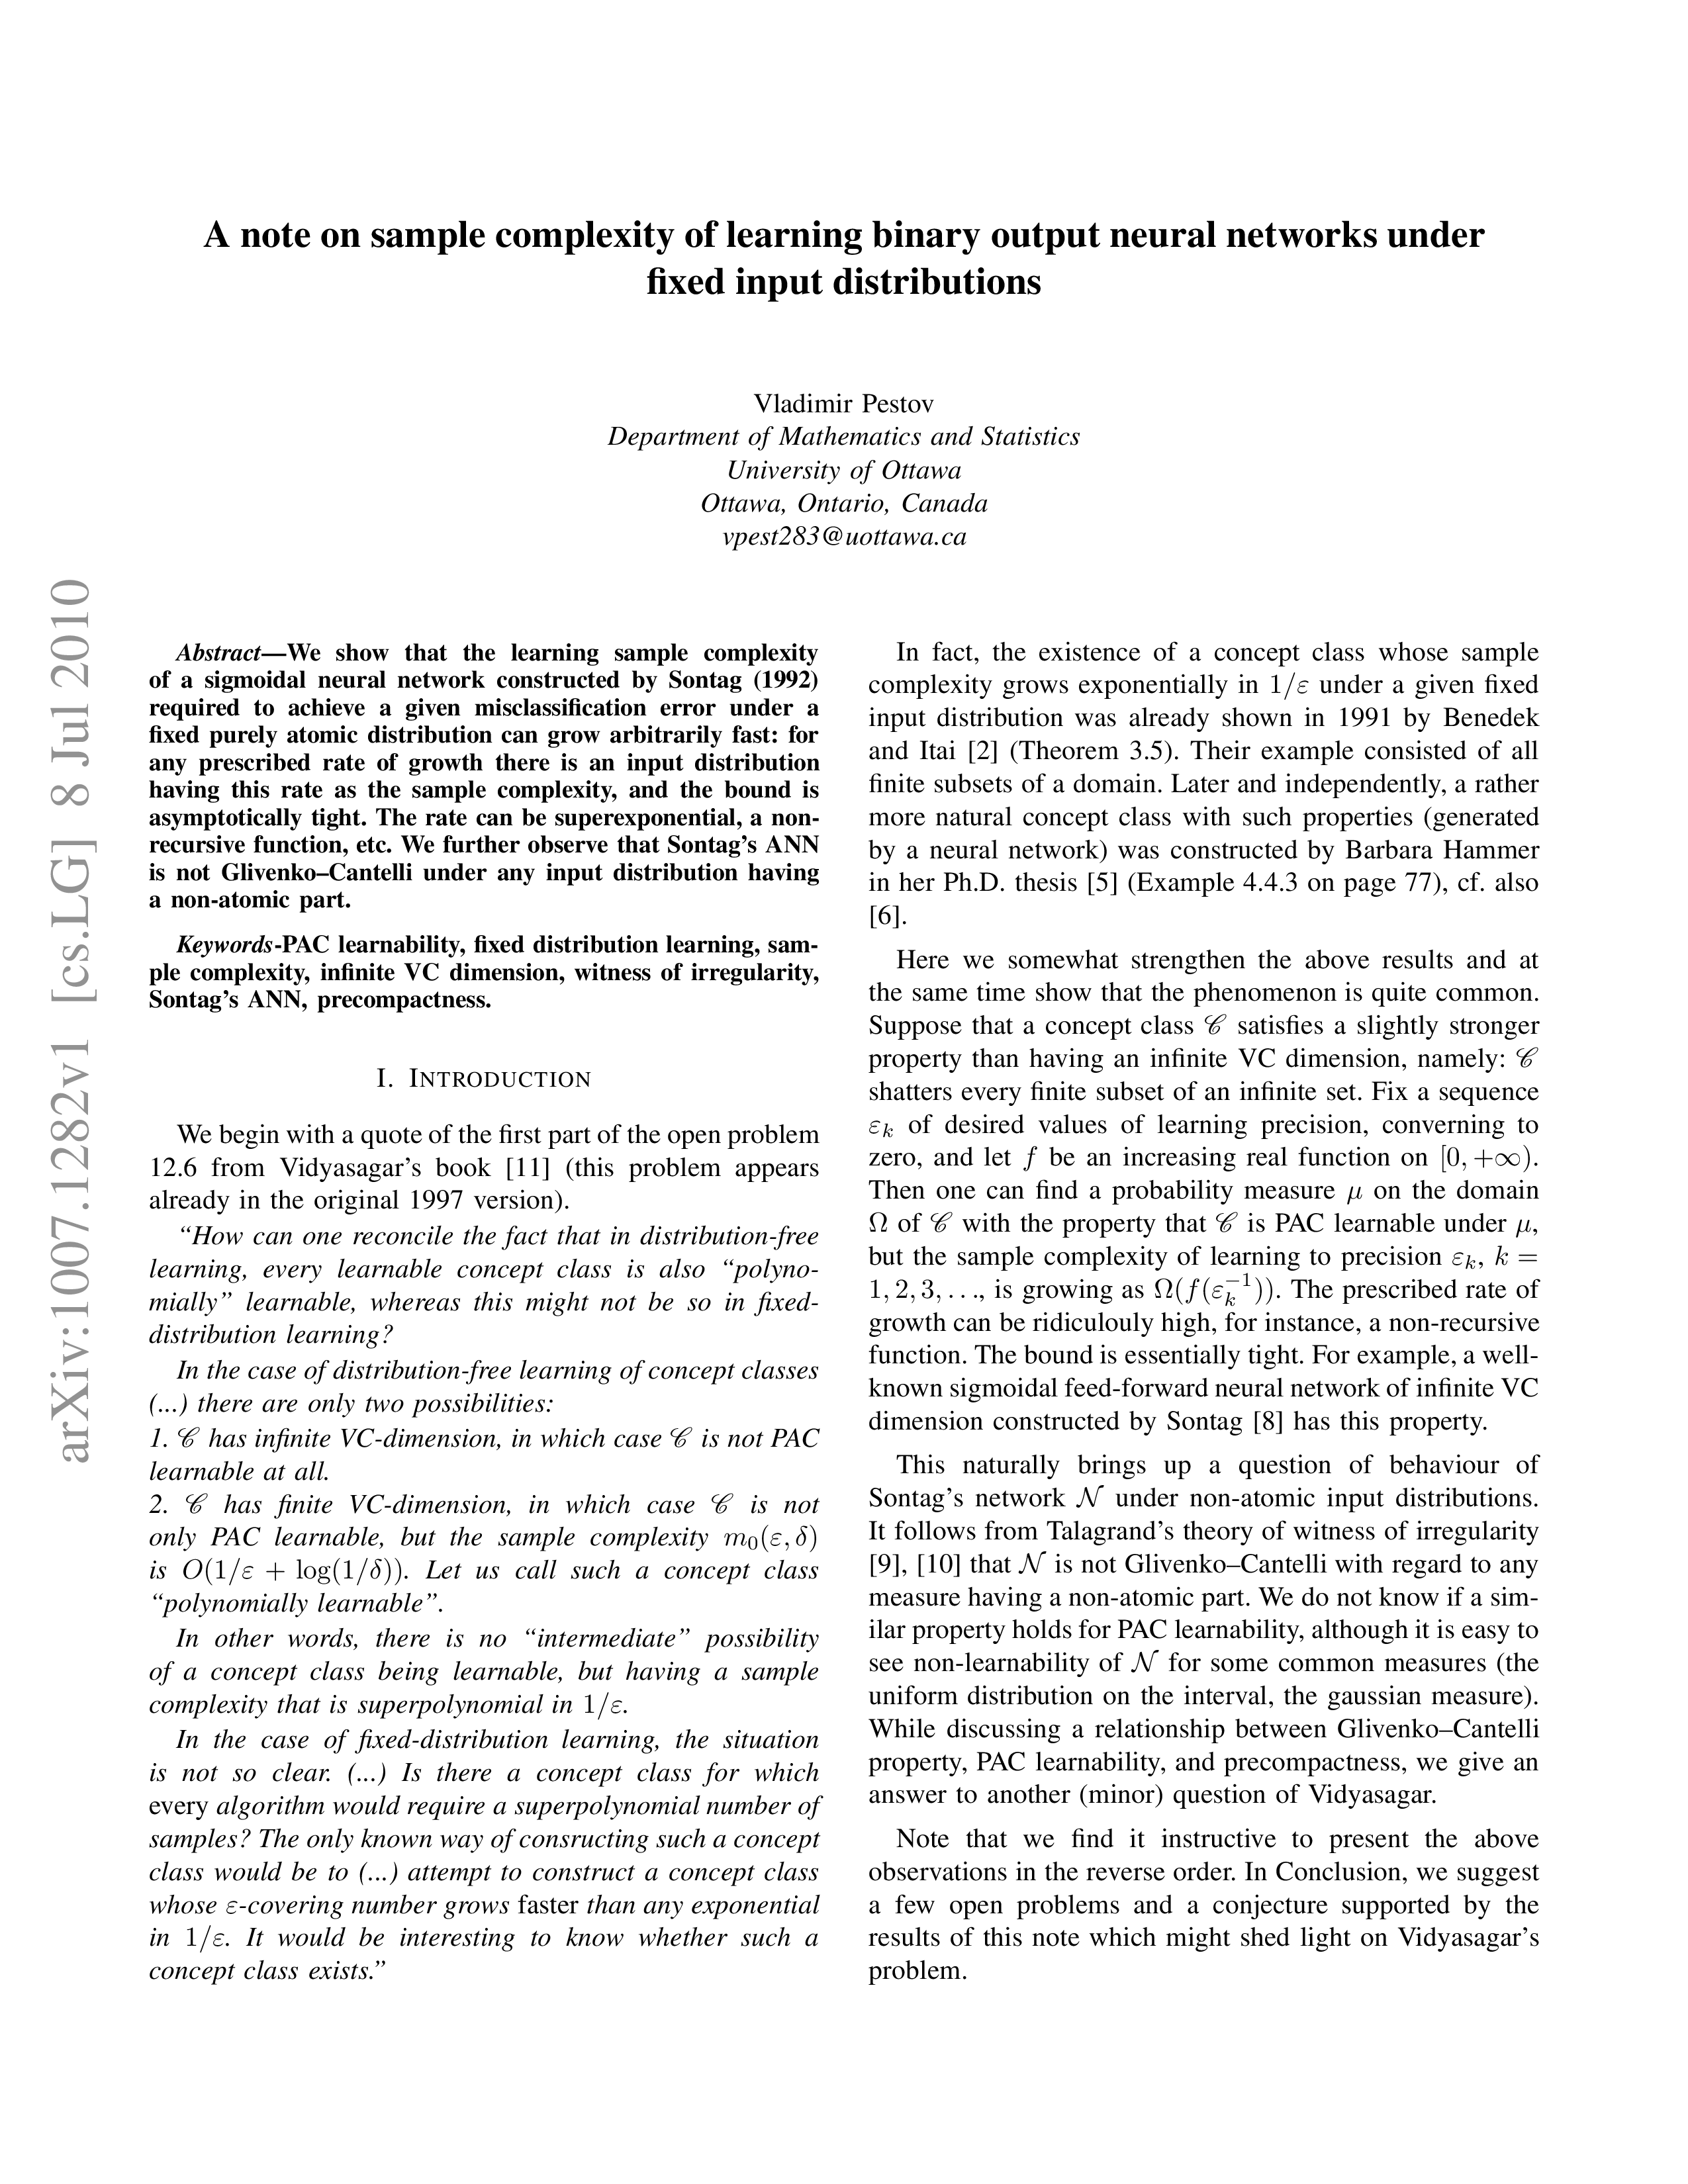 A note on sample complexity of learning binary output neural networks under
fixed input distributions
Vladimir Pestov
Department of Mathematics and Statistics
University of Ottawa
Ottawa, Ontario, Canada
vpest283@uottawa.ca
arXiv:1007.1282v1 [cs.LG] 8 Jul 2010
Abstract—We show that the learning sample complexity
of a sigmoidal neural network constructed by Sontag (1992)
required to achieve a given misclassification error under a
fixed purely atomic distribution can grow arbitrarily fast: for
any prescribed rate of growth there is an input distribution
having this rate as the sample complexity, and the bound is
asymptotically tight. The rate can be superexponential, a non-
recursive function, etc. We further observe that Sontag's ANN
is not Glivenko–Cantelli under any input distribution having
a non-atomic part.
Keywords-PAC learnability, fixed distribution learning, sam-
ple complexity, infinite VC dimension, witness of irregularity,
Sontag's ANN, precompactness.
I. INTRODUCTION
We begin with a quote of the first part of the open problem
12.6 from Vidyasagar's book [11] (this problem appears
already in the original 1997 version).
“How can one reconcile the fact that in distribution-free
learning, every learnable concept class is also “polyno-
mially” learnable, whereas this might not be so in fixed-
distribution learning?
In the case of distribution-free learning of concept classes
(...) there are only two possibilities:
1. 𝒞 has infinite VC-dimension, in which case 𝒞 is not PAC
learnable at all.
2. 𝒞 has finite VC-dimension, in which case 𝒞 is not
only PAC learnable, but the sample complexity m₀(ε, δ)
is O(1/ε + log(1/δ)). Let us call such a concept class
“polynomially learnable”.
In other words, there is no “intermediate” possibility
of a concept class being learnable, but having a sample
complexity that is superpolynomial in 1/ε.
In the case of fixed-distribution learning, the situation
is not so clear. (...) Is there a concept class for which
every algorithm would require a superpolynomial number of
samples? The only known way of consructing such a concept
class would be to (...) attempt to construct a concept class
whose ε-covering number grows faster than any exponential
in 1/ε. It would be interesting to know whether such a
concept class exists.”
In fact, the existence of a concept class whose sample
complexity grows exponentially in 1/ε under a given fixed
input distribution was already shown in 1991 by Benedek
and Itai [2] (Theorem 3.5). Their example consisted of all
finite subsets of a domain. Later and independently, a rather
more natural concept class with such properties (generated
by a neural network) was constructed by Barbara Hammer
in her Ph.D. thesis [5] (Example 4.4.3 on page 77), cf. also
[6].
Here we somewhat strengthen the above results and at
the same time show that the phenomenon is quite common.
Suppose that a concept class 𝒞 satisfies a slightly stronger
property than having an infinite VC dimension, namely: 𝒞
shatters every finite subset of an infinite set. Fix a sequence
εₖ of desired values of learning precision, converning to
zero, and let f be an increasing real function on [0, +∞).
Then one can find a probability measure μ on the domain
Ω of 𝒞 with the property that 𝒞 is PAC learnable under μ,
but the sample complexity of learning to precision εₖ, k =
1, 2, 3, . . ., is growing as Ω(f(εₖ⁻¹)). The prescribed rate of
growth can be ridiculouly high, for instance, a non-recursive
function. The bound is essentially tight. For example, a well-
known sigmoidal feed-forward neural network of infinite VC
dimension constructed by Sontag [8] has this property.
This naturally brings up a question of behaviour of
Sontag's network 𝒩 under non-atomic input distributions.
It follows from Talagrand's theory of witness of irregularity
[9], [10] that 𝒩 is not Glivenko–Cantelli with regard to any
measure having a non-atomic part. We do not know if a sim-
ilar property holds for PAC learnability, although it is easy to
see non-learnability of 𝒩 for some common measures (the
uniform distribution on the interval, the gaussian measure).
While discussing a relationship between Glivenko–Cantelli
property, PAC learnability, and precompactness, we give an
answer to another (minor) question of Vidyasagar.
Note that we find it instructive to present the above
observations in the reverse order. In Conclusion, we suggest
a few open problems and a conjecture supported by the
results of this note which might shed light on Vidyasagar's
problem.